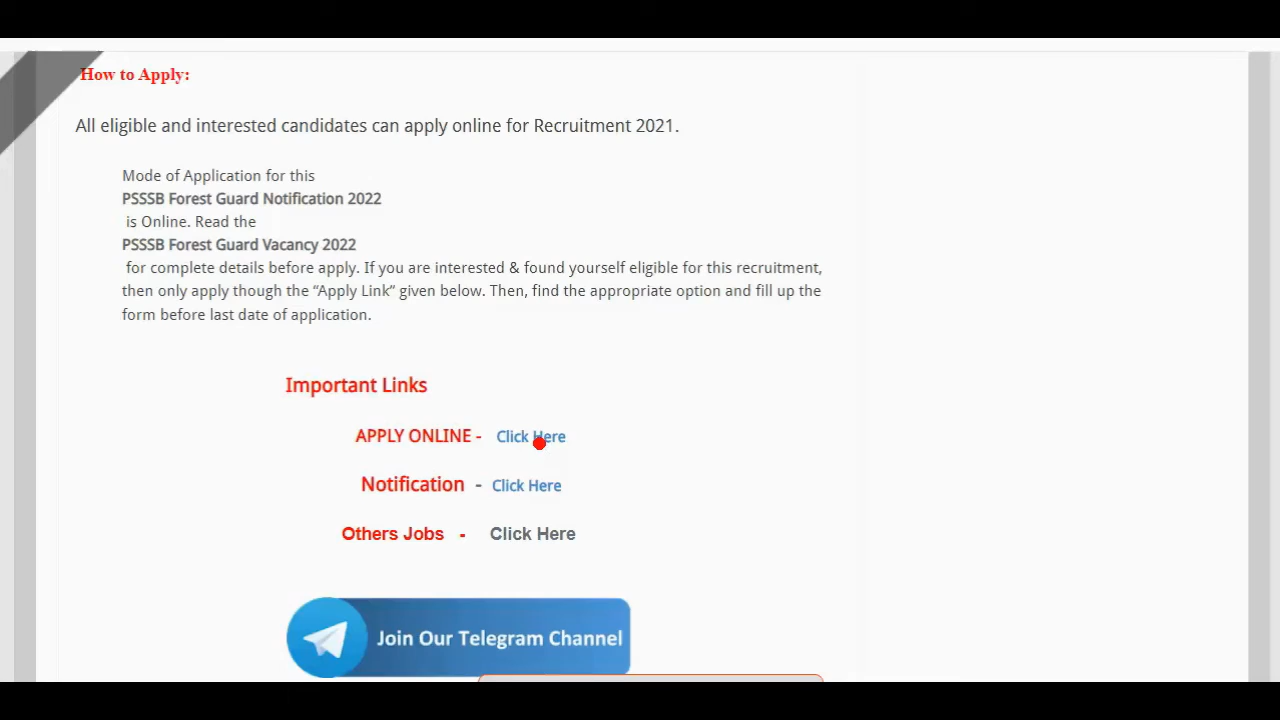 How to Apply:
All eligible and interested candidates can apply online for Recruitment 2021.
Mode of Application for this
PSSSB Forest Guard Notification 2022
is Online. Read the
PSSSB Forest Guard Vacancy 2022
for complete details before apply. If you are interested & found yourself eligible for this recruitment,
then only apply though the “Apply Link“ given below. Then, find the appropriate option and fill up the
form before last date of application.
Important Links
APPLY ONLINE - Click Here
Notification - Click Here
Others Jobs - Click Here
Join Our Telegram Channel